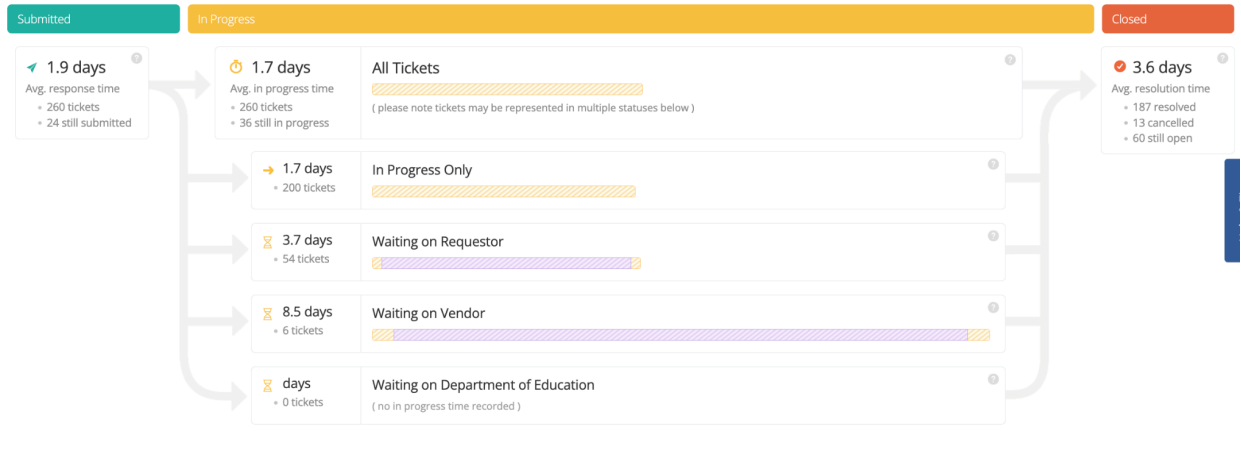 Submitted
In Progress
Closed
1.9 days
Avg. response time
260 tickets
24 still submitted
1.7 days
Avg. in progress time
260 tickets
36 still in progress
All Tickets
( please note tickets may be represented in multiple statuses below )
3.6 days
Avg. resolution time
187 resolved
13 cancelled
60 still open
1.7 days
200 tickets
In Progress Only
3.7 days
54 tickets
Waiting on Requestor
8.5 days
6 tickets
Waiting on Vendor
days
0 tickets
Waiting on Department of Education
( no in progress time recorded )